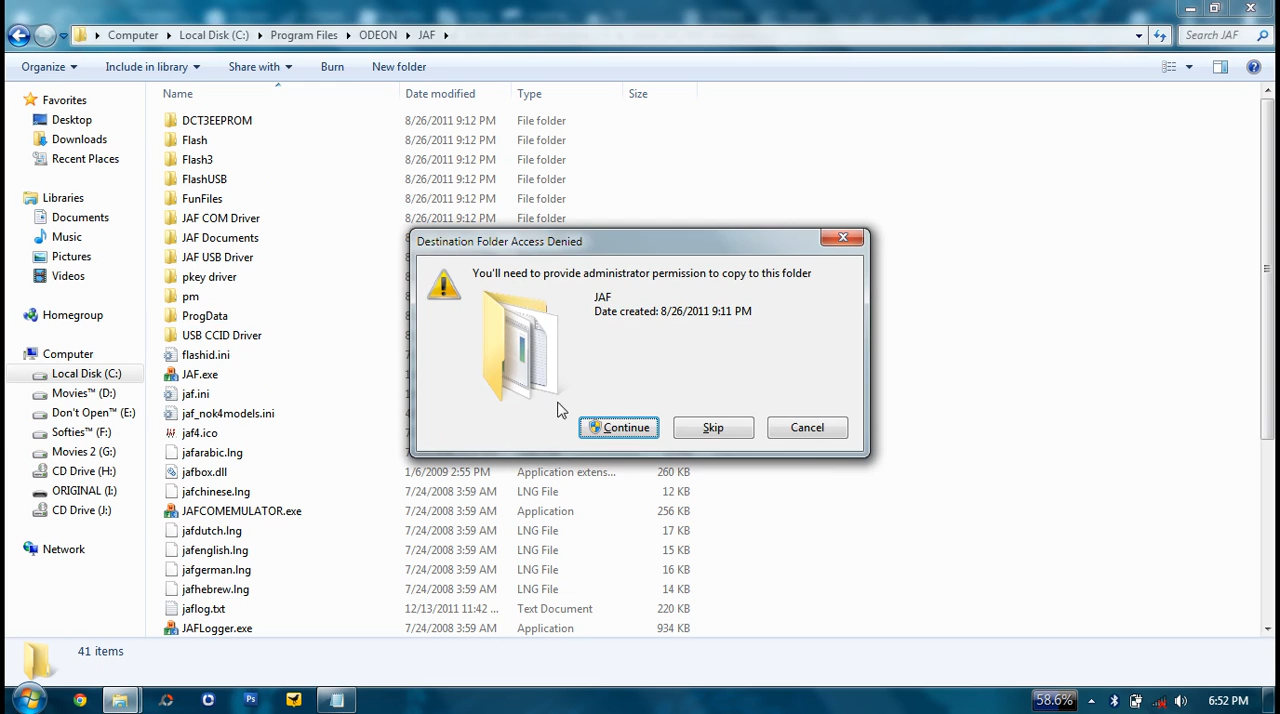 Computer Local Disk (C:) Program Files ODEON JAF Search JAF
Organize Include in library Share with Burn New folder
Name Date modified Type Size
Favorites
Desktop
Downloads
Recent Places
Libraries
Documents
Music
Pictures
Videos
Homegroup
Computer
Local Disk (C:)
Movies™ (D:)
Don't Open™ (E:)
Softies™ (F:)
Movies 2 (G:)
CD Drive (H:)
ORIGINAL (I:)
CD Drive (J:)
Network
DCT3EEPROM 8/26/2011 9:12 PM File folder
Flash 8/26/2011 9:12 PM File folder
Flash3 8/26/2011 9:12 PM File folder
FlashUSB 8/26/2011 9:12 PM File folder
FunFiles 8/26/2011 9:12 PM File folder
JAF COM Driver 8/26/2011 9:12 PM File folder
JAF Documents
JAF USB Driver
pkey driver
pm
ProgData
USB CCID Driver
flashid.ini
JAF.exe
jaf.ini
jaf_nok4models.ini
jaf4.ico
jafarabic.lng
jafbox.dll 1/6/2009 2:55 PM Application extens... 260 KB
jafchinese.lng 7/24/2008 3:59 AM LNG File 12 KB
JAFCOMEMULATOR.exe 7/24/2008 3:59 AM Application 256 KB
jafdutch.lng 7/24/2008 3:59 AM LNG File 17 KB
jafenglish.lng 7/24/2008 3:59 AM LNG File 15 KB
jafgerman.lng 7/24/2008 3:59 AM LNG File 16 KB
jafhebrew.lng 7/24/2008 3:59 AM LNG File 14 KB
jaflog.txt 12/13/2011 11:42 ... Text Document 220 KB
JAFLogger.exe 7/24/2008 3:59 AM Application 934 KB
Destination Folder Access Denied
You'll need to provide administrator permission to copy to this folder
JAF
Date created: 8/26/2011 9:11 PM
Continue Skip Cancel
41 items
Ps 58.6% 6:52 PM